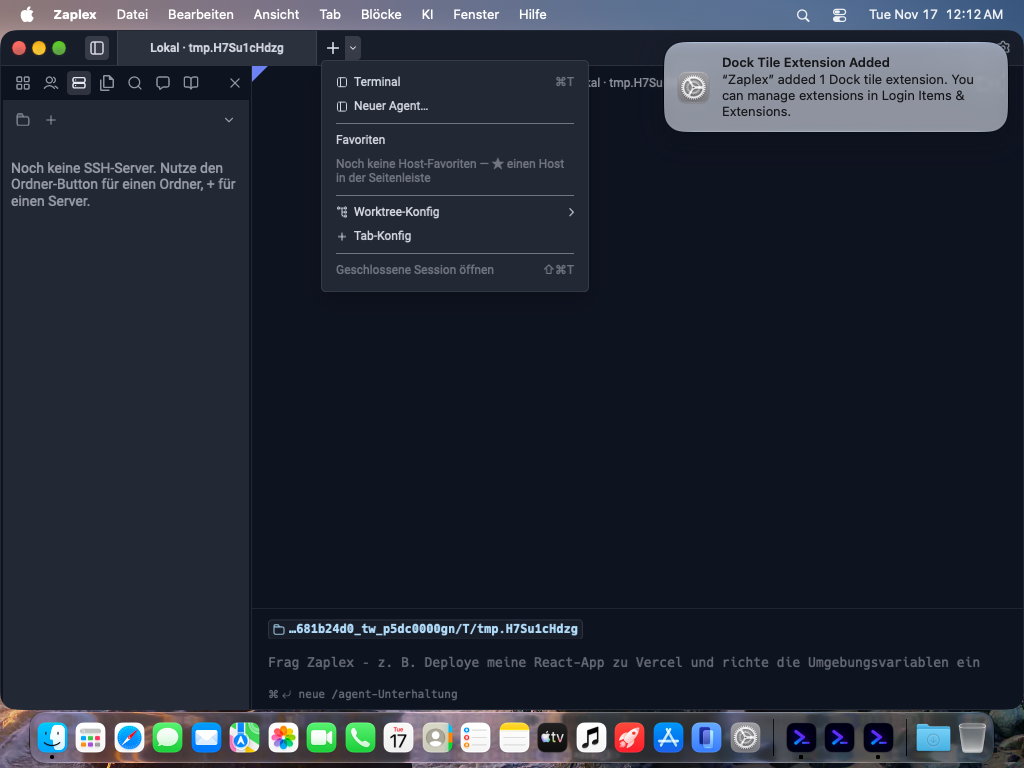 Zaplex Datei Bearbeiten Ansicht Tab Blöcke KI Fenster Hilfe Tue Nov 17 12:12 AM
Lokal · tmp.H7Su1cHdzg
Dock Tile Extension Added
“Zaplex” added 1 Dock tile extension. You
can manage extensions in Login Items &
Extensions.
Terminal ⌘T
Neuer Agent…
Favoriten
Noch keine Host-Favoriten — ★ einen Host
in der Seitenleiste
Worktree-Konfig
Tab-Konfig
Geschlossene Session öffnen ⇧⌘T
kal · tmp.H7Su
Noch keine SSH-Server. Nutze den
Ordner-Button für einen Ordner, + für
einen Server.
…681b24d0_tw_p5dc0000gn/T/tmp.H7Su1cHdzg
Frag Zaplex - z. B. Deploye meine React-App zu Vercel und richte die Umgebungsvariablen ein
⌘⏎ neue /agent-Unterhaltung
TUE
17
tv